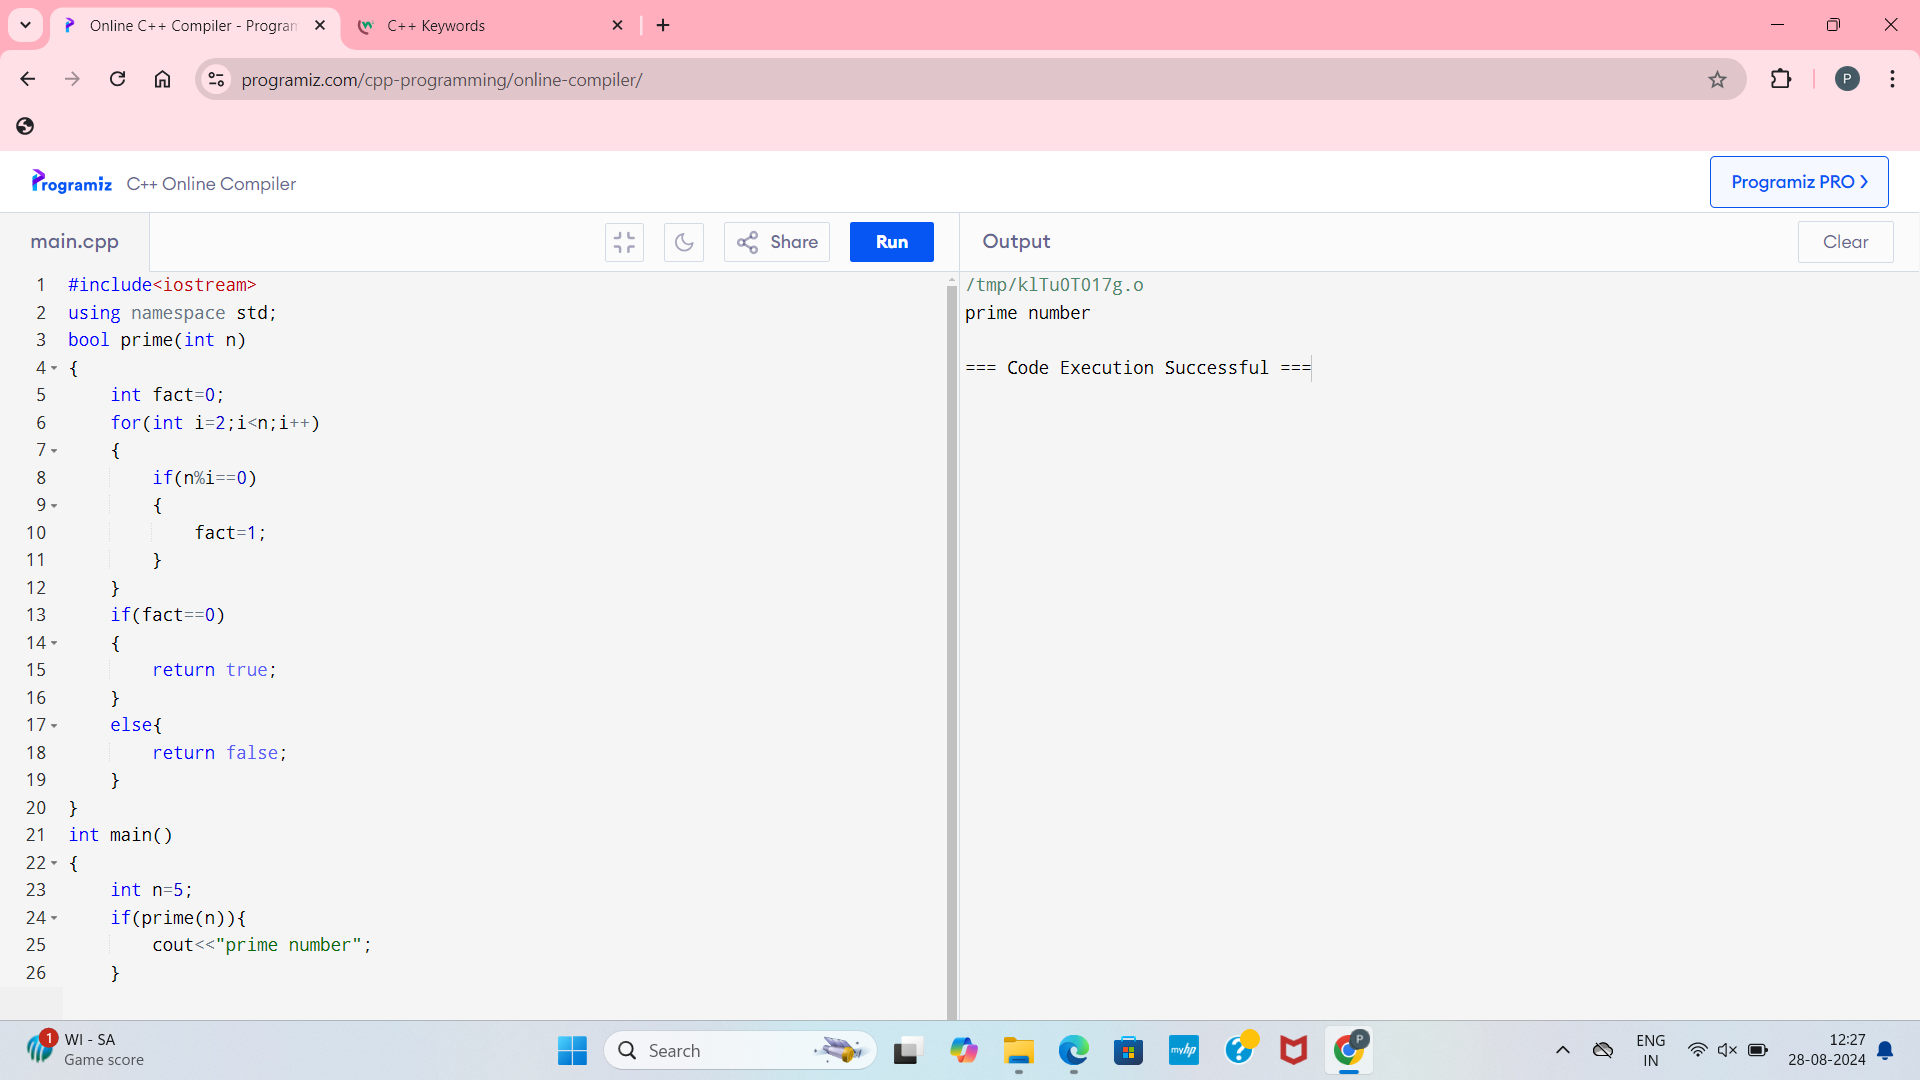 Online C++ Compiler - Program
C++ Keywords
programiz.com/cpp-programming/online-compiler/
P
Programiz C++ Online Compiler
Programiz PRO >
main.cpp
Share
Run
Output
Clear
1 #include<iostream>
2 using namespace std;
3 bool prime(int n)
4 {
5 int fact=0;
6 for(int i=2;i<n;i++)
7 {
8 if(n%i==0)
9 {
10 fact=1;
11 }
12 }
13 if(fact==0)
14 {
15 return true;
16 }
17 else{
18 return false;
19 }
20 }
21 int main()
22 {
23 int n=5;
24 if(prime(n)){
25 cout<<"prime number";
26 }
/tmp/klTu0T017g.o
prime number
=== Code Execution Successful ===
1
WI - SA
Game score
Search
myhp
P
ENG
IN
12:27
28-08-2024